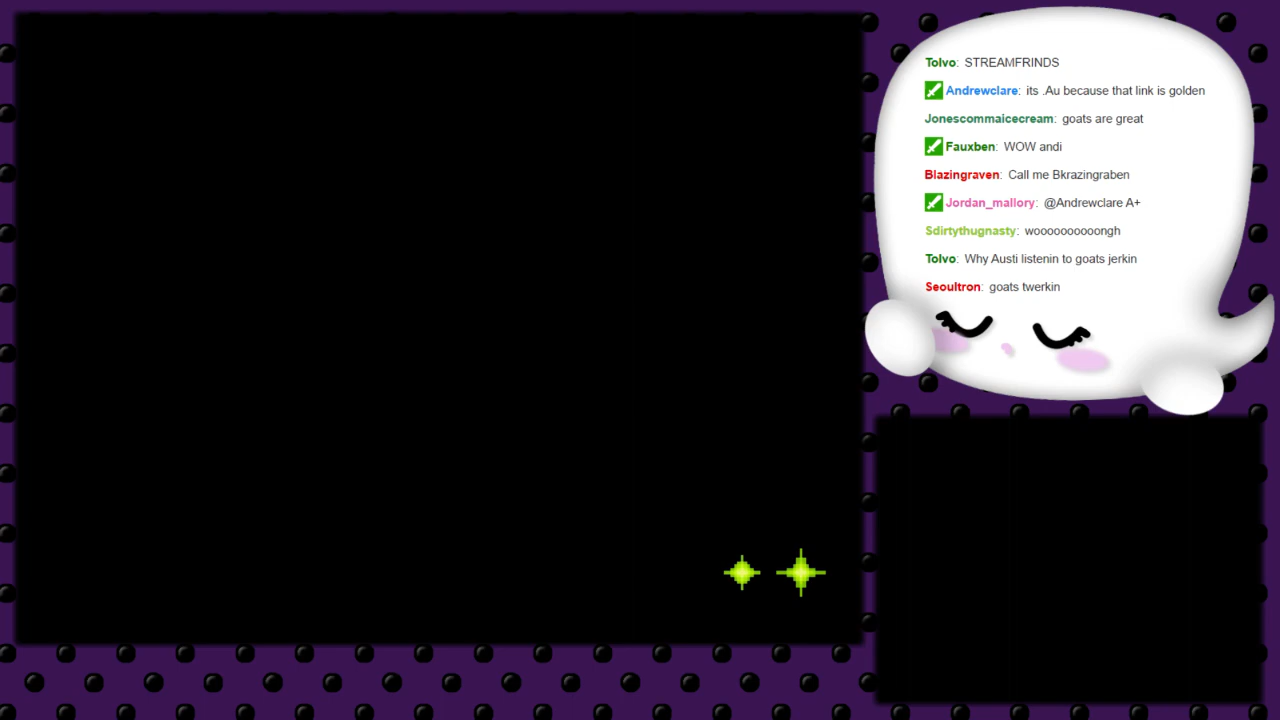 Tolvo: STREAMFRINDS
Andrewclare: its .Au because that link is golden
Jonescommaicecream: goats are great
Fauxben: WOW andi
Blazingraven: Call me Bkrazingraben
Jordan_mallory: @Andrewclare A+
Sdirtythugnasty: woooooooooongh
Tolvo: Why Austi listenin to goats jerkin
Seoultron: goats twerkin